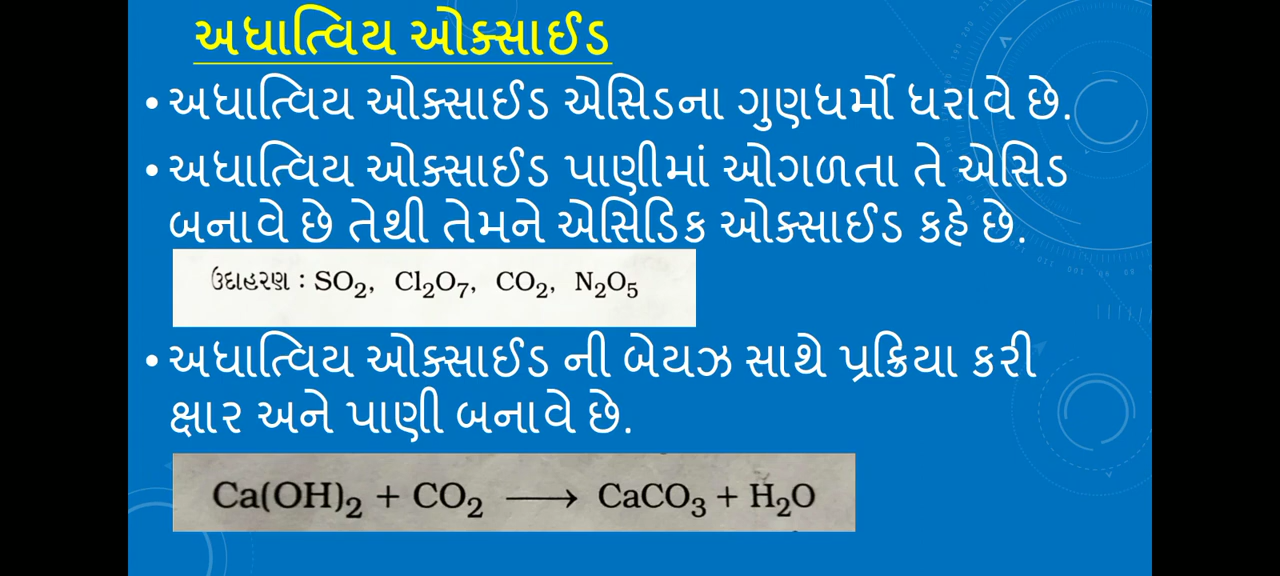 અધાત્વિય ઓક્સાઈડ
• અધાત્વિય ઓક્સાઈડ એસિડના ગુણધર્મો ધરાવે છે.
• અધાત્વિય ઓક્સાઈડ પાણીમાં ઓગળતા તે એસિડ
બનાવે છે તેથી તેમને એસિડિક ઓક્સાઈડ કહે છે.
ઉદાહરણ : SO₂, Cl₂O₇, CO₂, N₂O₅
• અધાત્વિય ઓક્સાઈડ ની બેયઝ સાથે પ્રક્રિયા કરી
ક્ષાર અને પાણી બનાવે છે.
Ca(OH)₂ + CO₂ ⟶ CaCO₃ + H₂O